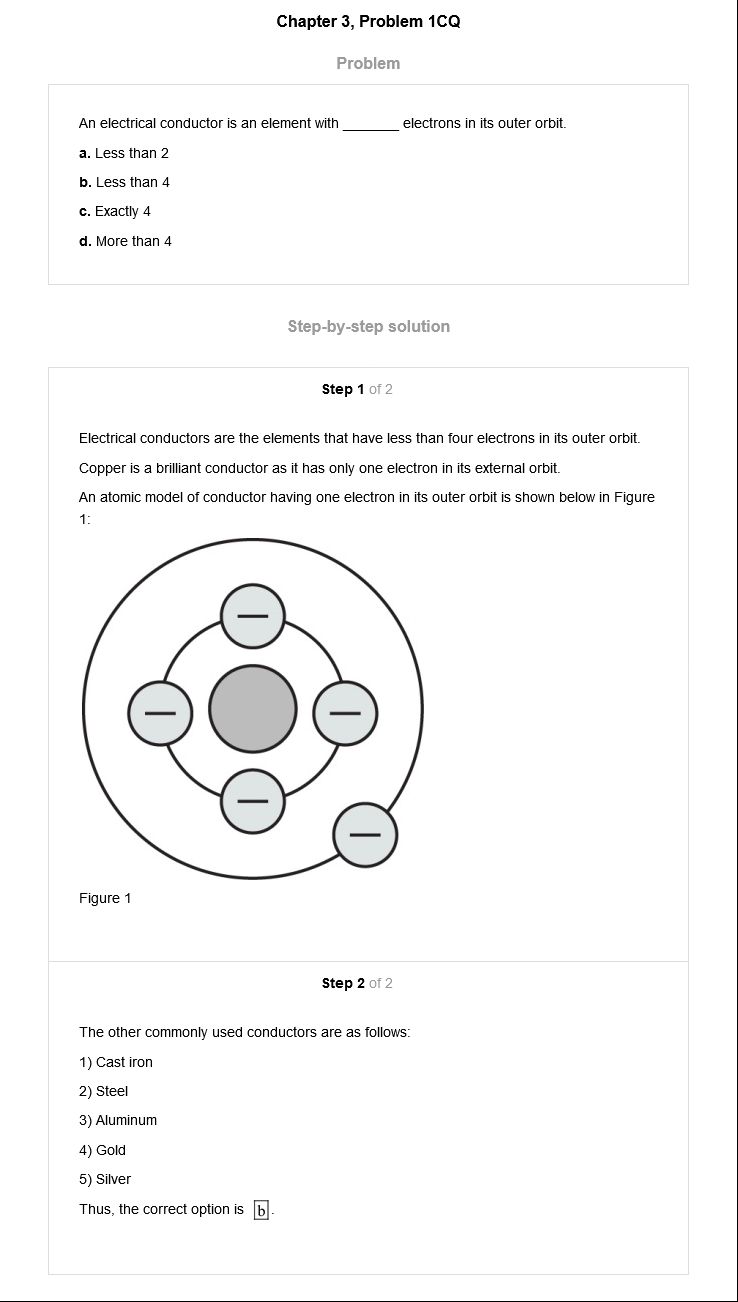 Chapter 3, Problem 1CQ
Problem
An electrical conductor is an element with _______ electrons in its outer orbit.
a. Less than 2
b. Less than 4
c. Exactly 4
d. More than 4
Step-by-step solution
Step 1 of 2
Electrical conductors are the elements that have less than four electrons in its outer orbit.
Copper is a brilliant conductor as it has only one electron in its external orbit.
An atomic model of conductor having one electron in its outer orbit is shown below in Figure
1:
Figure 1
Step 2 of 2
The other commonly used conductors are as follows:
1) Cast iron
2) Steel
3) Aluminum
4) Gold
5) Silver
Thus, the correct option is b.